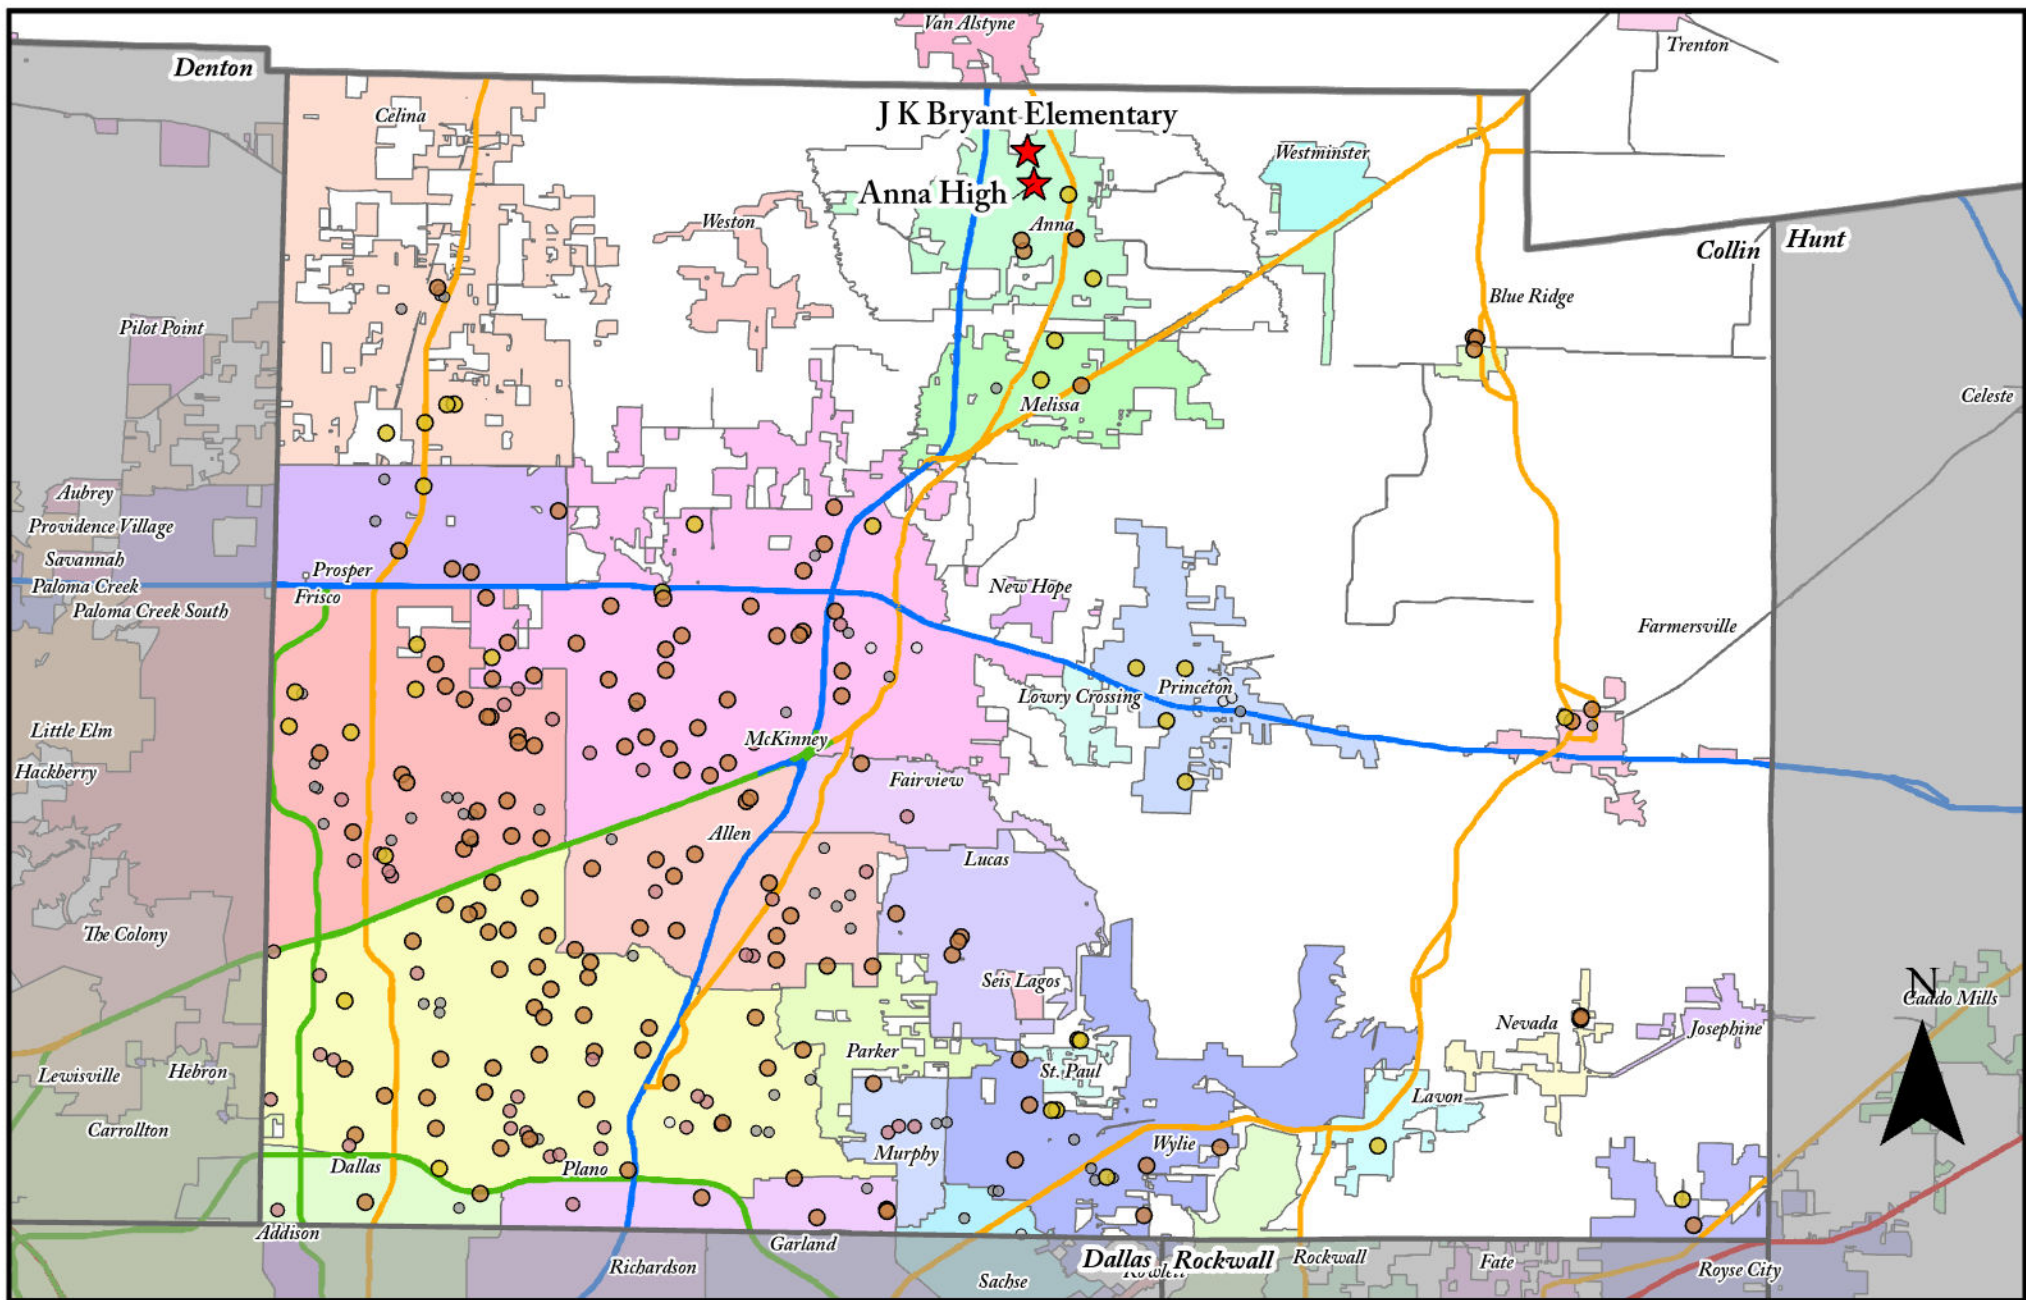 Van Alstyne
Trenton
Denton
Celina
J K Bryant Elementary
Westminster
Anna High
Weston
Anna
Collin
Hunt
Blue Ridge
Pilot Point
Celeste
Melissa
Aubrey
Providence Village
Savannah
Prosper
Paloma Creek
Frisco
New Hope
Paloma Creek South
Farmersville
Lowry Crossing
Princeton
Little Elm
McKinney
Hackberry
Fairview
Allen
Lucas
The Colony
Seis Lagos
N
Caddo Mills
Nevada
Josephine
Parker
Lewisville
Hebron
St. Paul
Lavon
Carrollton
Murphy
Wylie
Dallas
Plano
Addison
Garland
Dallas
Rockwall
Rockwall
Richardson
Rowlett
Fate
Royse City
Sachse